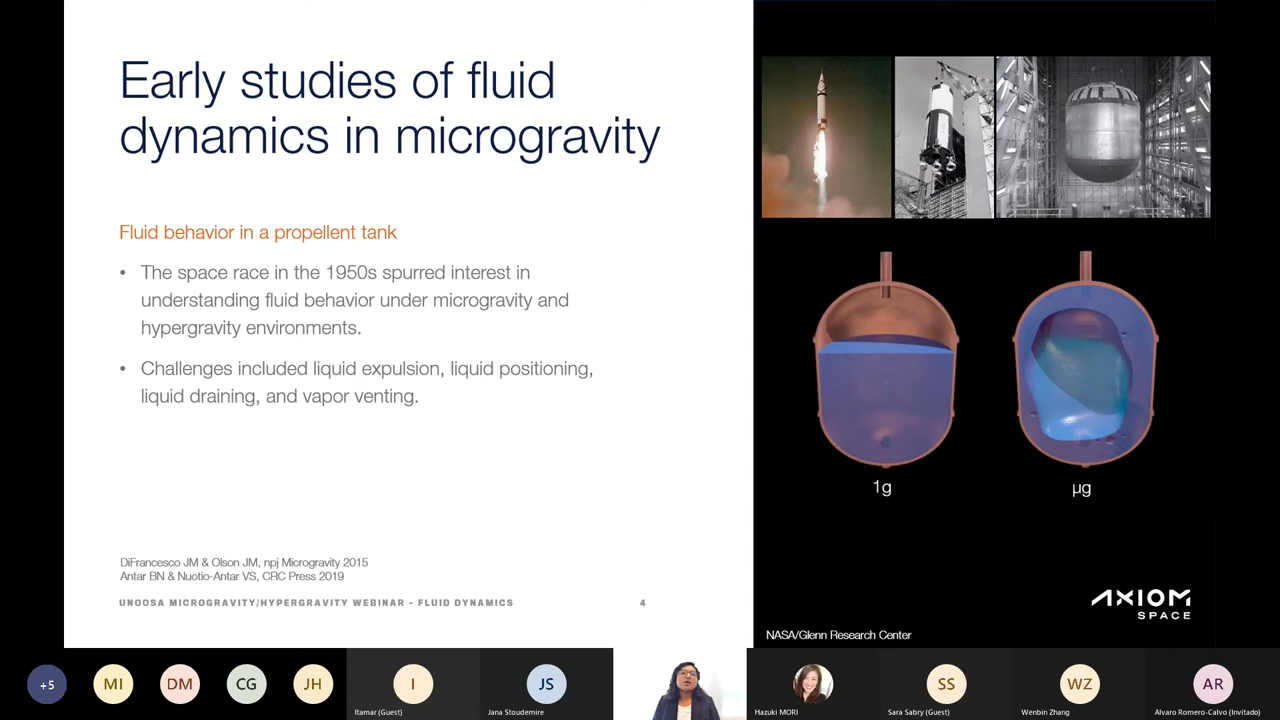 Early studies of fluid
dynamics in microgravity
Fluid behavior in a propellent tank
• The space race in the 1950s spurred interest in
understanding fluid behavior under microgravity and
hypergravity environments.
• Challenges included liquid expulsion, liquid positioning,
liquid draining, and vapor venting.
DiFrancesco JM & Olson JM, npj Microgravity 2015
Antar BN & Nuotio-Antar VS, CRC Press 2019
UNOOSA MICROGRAVITY/HYPERGRAVITY WEBINAR – FLUID DYNAMICS
4
1g
µg
AXIOM
SPACE
NASA/Glenn Research Center
+5
MI
DM
CG
JH
I
Itamar (Guest)
JS
Jana Stoudemire
Hazuki MORI
SS
Sara Sabry (Guest)
WZ
Wenbin Zhang
AR
Alvaro Romero-Calvo (Invitado)